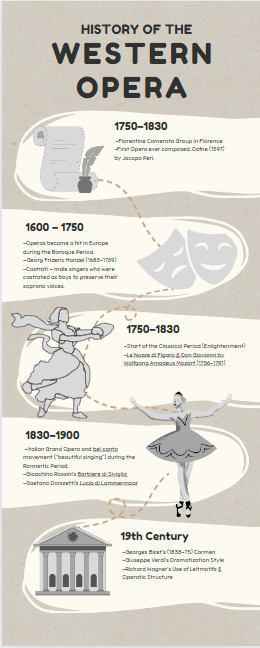 HISTORY OF THE
WESTERN
OPERA
1750-1830
-Florentine Camerata Group in Florence
-First Opera ever composed, Dafne (1597)
by Jacopo Peri.
1600 – 1750
-Operas became a hit in Europe
during the Baroque Period.
-Georg Frideric Handel (1685-1759)
-Castrati – male singers who were
castrated as boys to preserve their
soprano voices.
1750-1830
-Start of the Classical Period (Enlightenment)
-Le Nozze di Figaro & Don Giovanni by
Wolfgang Amadeus Mozart (1756-1791)
1830-1900
-Italian Grand Opera and bel canto
movement ("beautiful singing") during the
Romantic Period.
-Gioachino Rossini's Barbiere di Siviglia
-Gaetano Donizetti's Lucia di Lammermoor
19th Century
-Georges Bizet's (1838-75) Carmen
-Giuseppe Verdi's Dramatization Style
-Richard Wagner's Use of Leitmotifs &
Operatic Structure